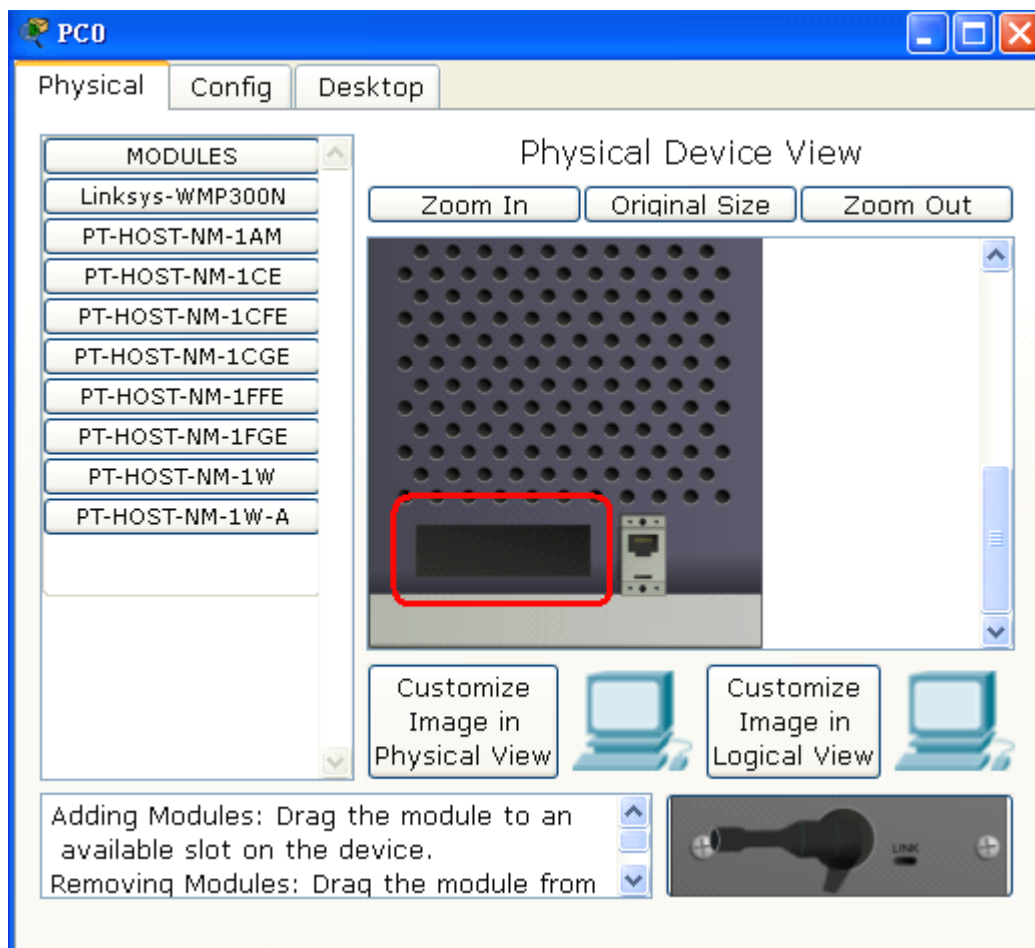 PC0
Physical Config Desktop
MODULES
Linksys-WMP300N
PT-HOST-NM-1AM
PT-HOST-NM-1CE
PT-HOST-NM-1CFE
PT-HOST-NM-1CGE
PT-HOST-NM-1FFE
PT-HOST-NM-1FGE
PT-HOST-NM-1W
PT-HOST-NM-1W-A
Physical Device View
Zoom In Original Size Zoom Out
Customize
Image in
Physical View
Customize
Image in
Logical View
Adding Modules: Drag the module to an
available slot on the device.
Removing Modules: Drag the module from
LINK